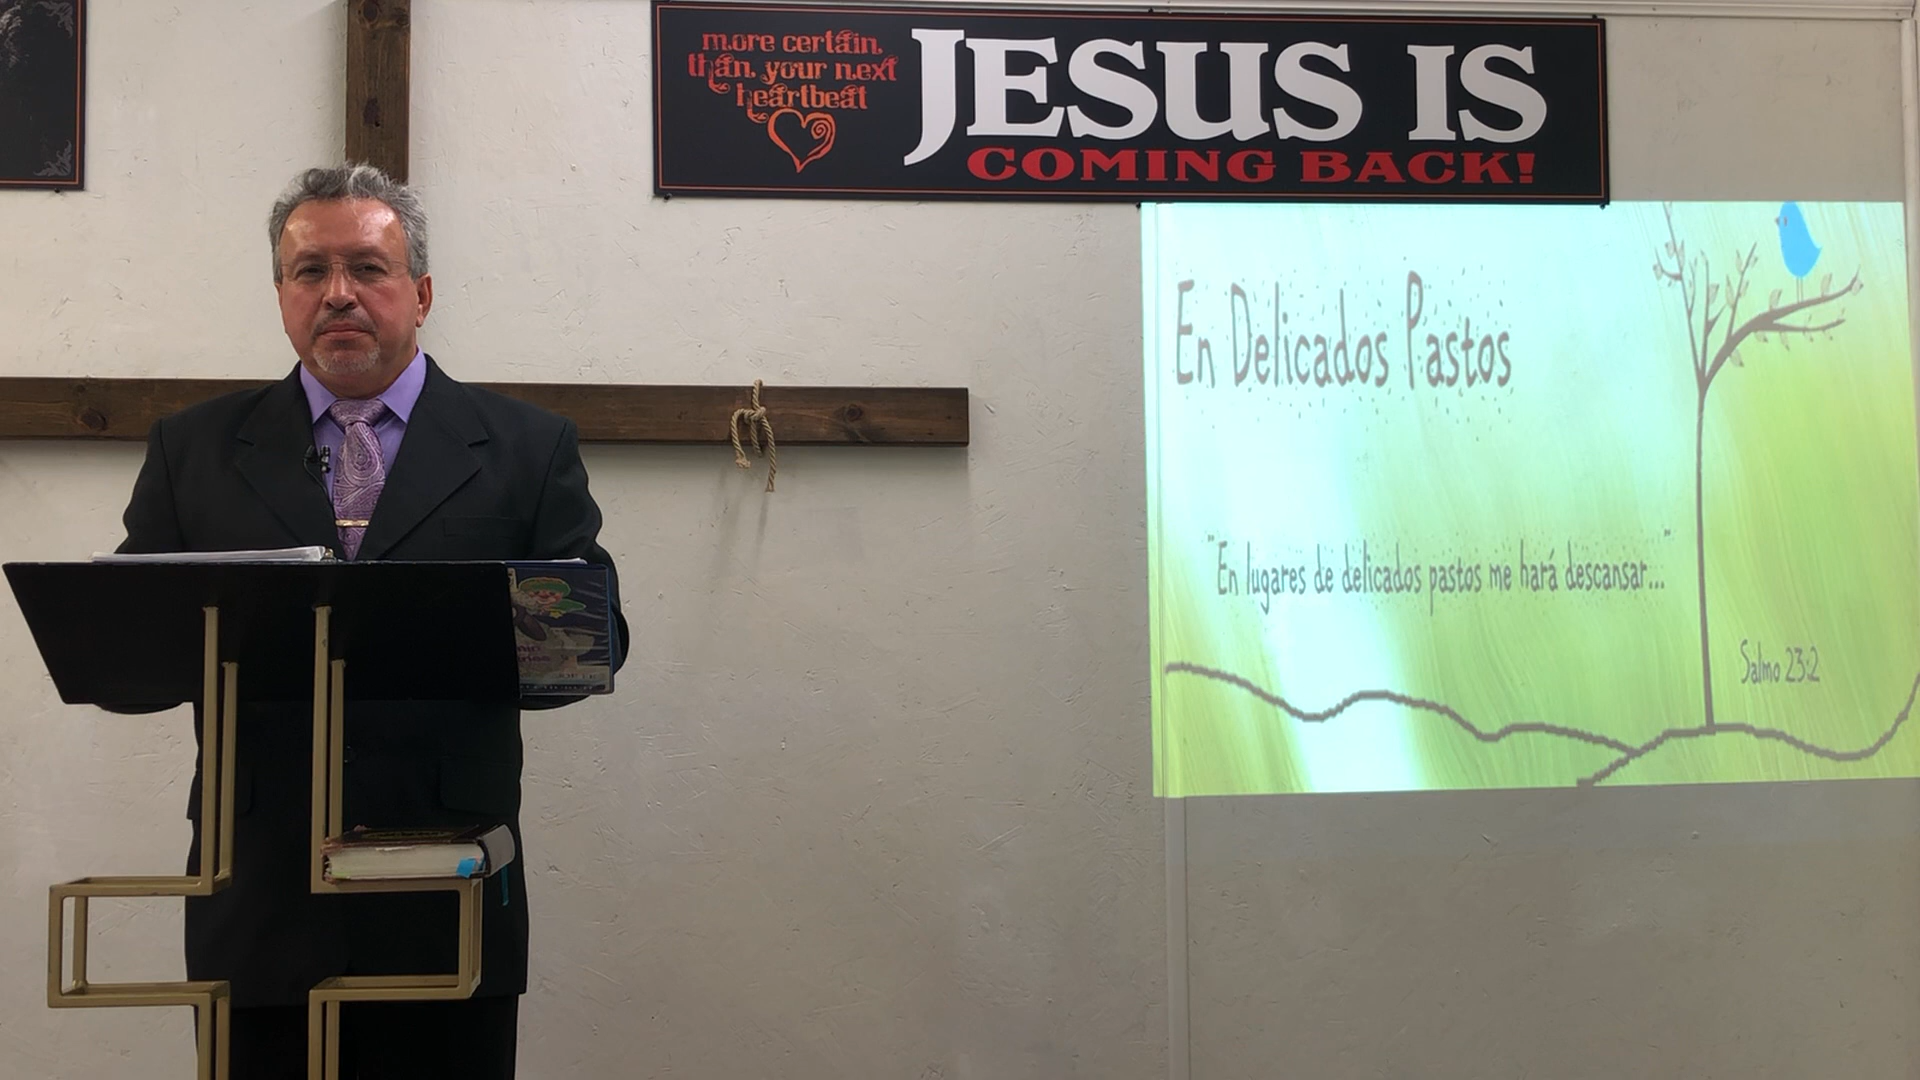 more certain
than your next
heartbeat
JESUS IS
COMING BACK!
En Delicados Pastos
"En lugares de delicados pastos me hará descansar..."
Salmo 23:2